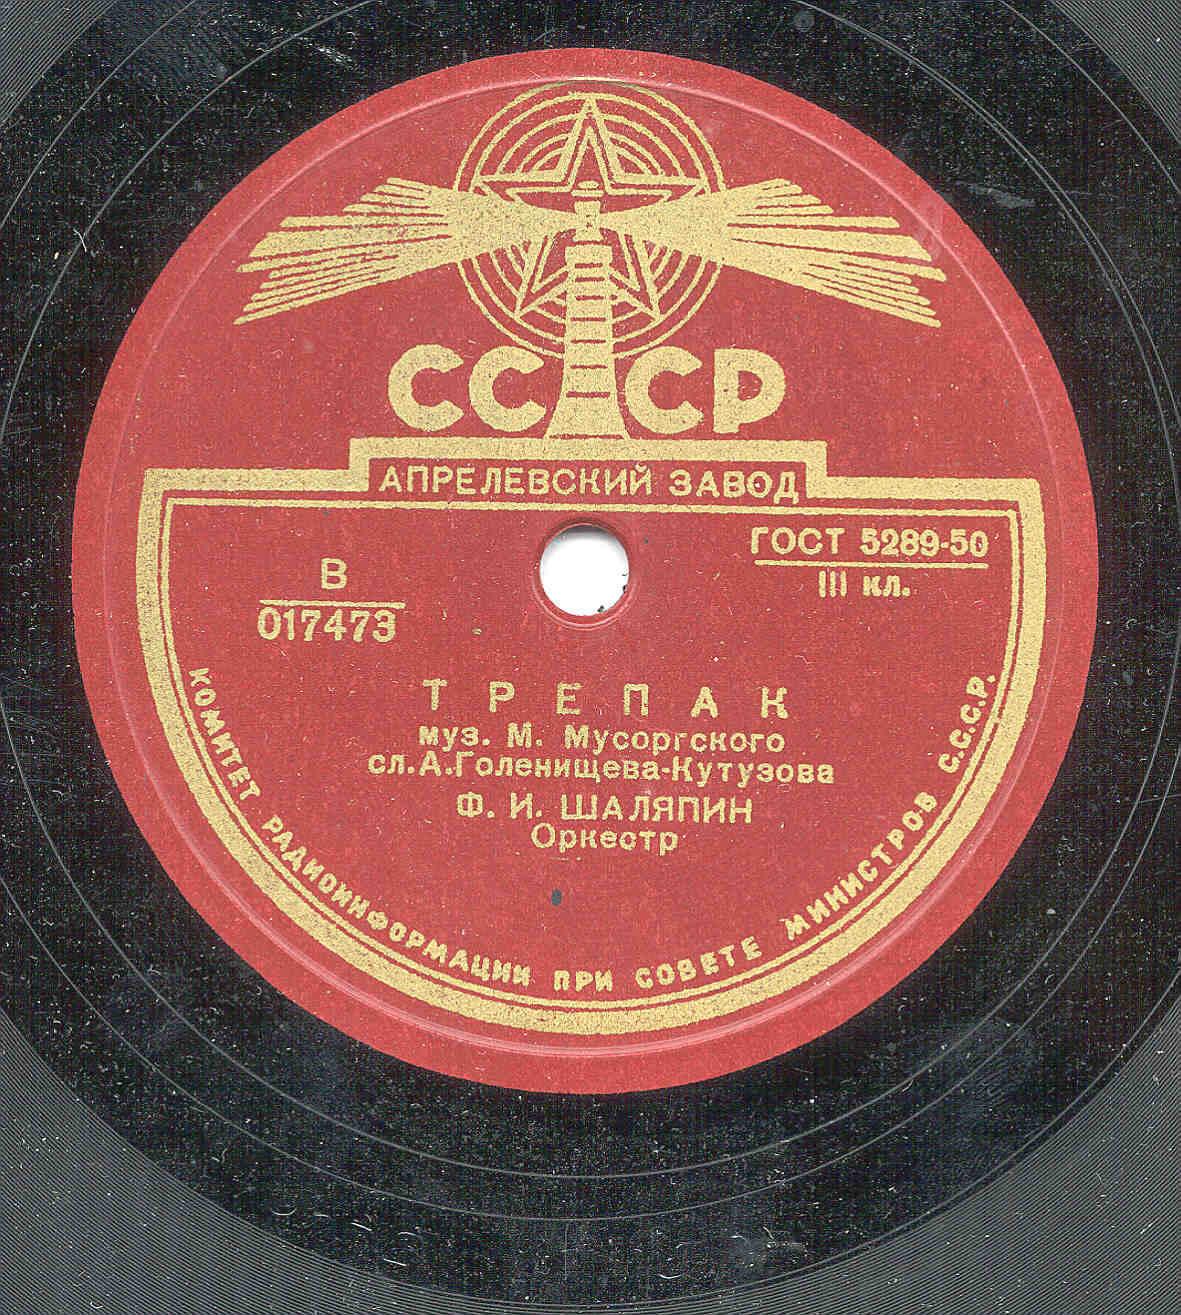 СССР
АПРЕЛЕВСКИЙ ЗАВОД
ГОСТ 5289-50
III кл.
В
017473
ТРЕПАК
муз. М. Мусоргского
сл. А. Голенищева-Кутузова
Ф. И. ШАЛЯПИН
Оркестр
КОМИТЕТ РАДИОИНФОРМАЦИИ ПРИ СОВЕТЕ МИНИСТРОВ С.С.С.Р.